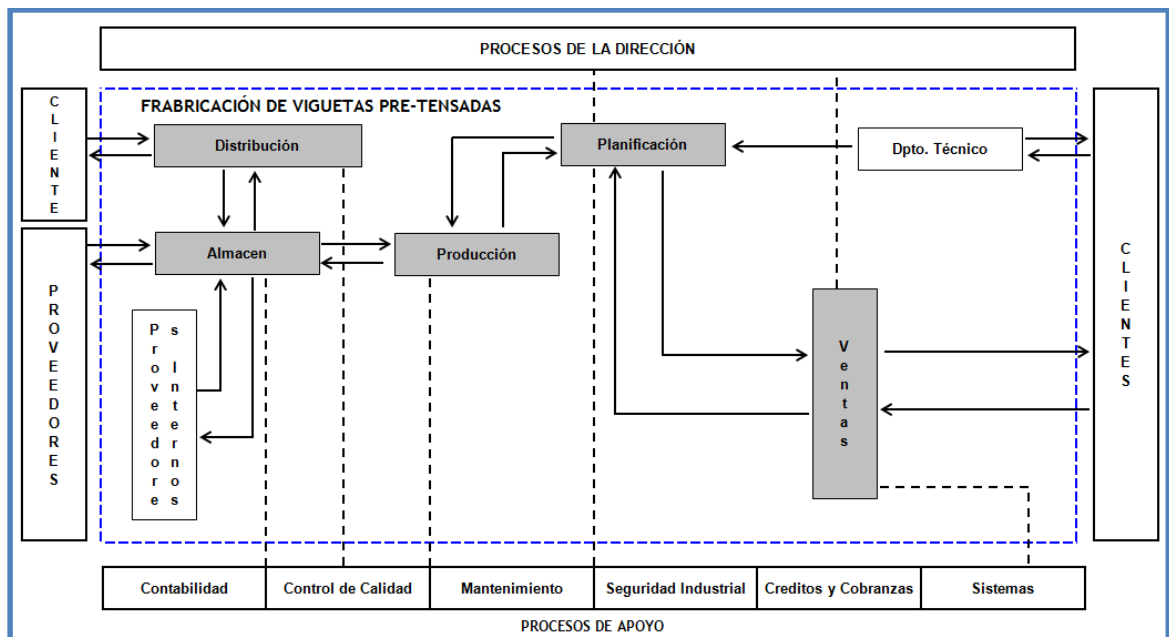 PROCESOS DE LA DIRECCIÓN
CLIENTE
FRABRICACIÓN DE VIGUETAS PRE-TENSADAS
Distribución
Planificación
Dpto. Técnico
PROVEEDORES
Almacen
Producción
CLIENTES
Provedore
s Internos
Ventas
Contabilidad
Control de Calidad
Mantenimiento
Seguridad Industrial
Creditos y Cobranzas
Sistemas
PROCESOS DE APOYO